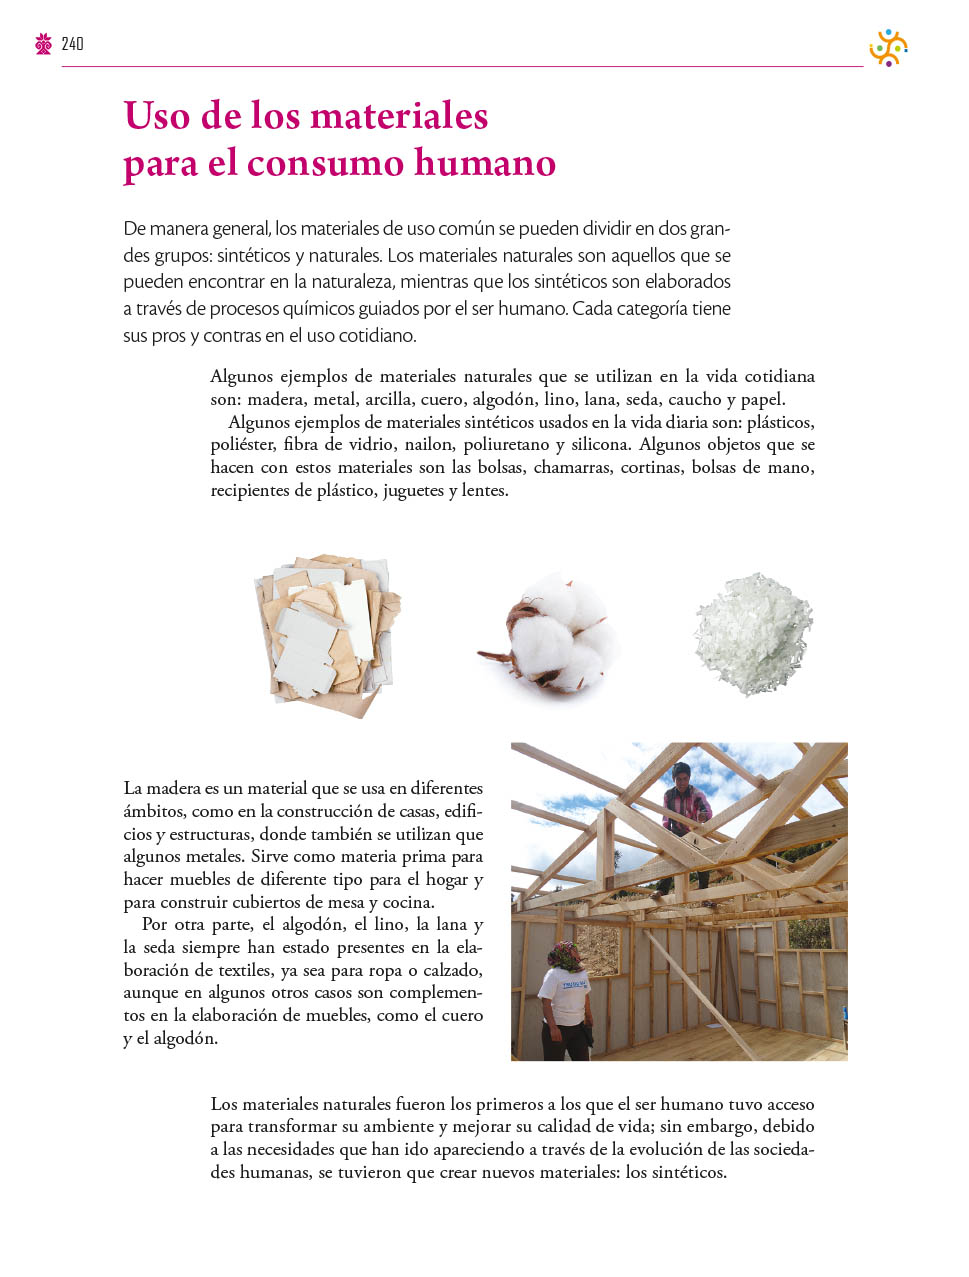 240
Uso de los materiales
para el consumo humano
De manera general, los materiales de uso común se pueden dividir en dos gran-
des grupos: sintéticos y naturales. Los materiales naturales son aquellos que se
pueden encontrar en la naturaleza, mientras que los sintéticos son elaborados
a través de procesos químicos guiados por el ser humano. Cada categoría tiene
sus pros y contras en el uso cotidiano.
Algunos ejemplos de materiales naturales que se utilizan en la vida cotidiana
son: madera, metal, arcilla, cuero, algodón, lino, lana, seda, caucho y papel.
Algunos ejemplos de materiales sintéticos usados en la vida diaria son: plásticos,
poliéster, fibra de vidrio, nailon, poliuretano y silicona. Algunos objetos que se
hacen con estos materiales son las bolsas, chamarras, cortinas, bolsas de mano,
recipientes de plástico, juguetes y lentes.
La madera es un material que se usa en diferentes
ámbitos, como en la construcción de casas, edifi-
cios y estructuras, donde también se utilizan que
algunos metales. Sirve como materia prima para
hacer muebles de diferente tipo para el hogar y
para construir cubiertos de mesa y cocina.
Por otra parte, el algodón, el lino, la lana y
la seda siempre han estado presentes en la ela-
boración de textiles, ya sea para ropa o calzado,
aunque en algunos otros casos son complemen-
tos en la elaboración de muebles, como el cuero
y el algodón.
Los materiales naturales fueron los primeros a los que el ser humano tuvo acceso
para transformar su ambiente y mejorar su calidad de vida; sin embargo, debido
a las necesidades que han ido apareciendo a través de la evolución de las socieda-
des humanas, se tuvieron que crear nuevos materiales: los sintéticos.